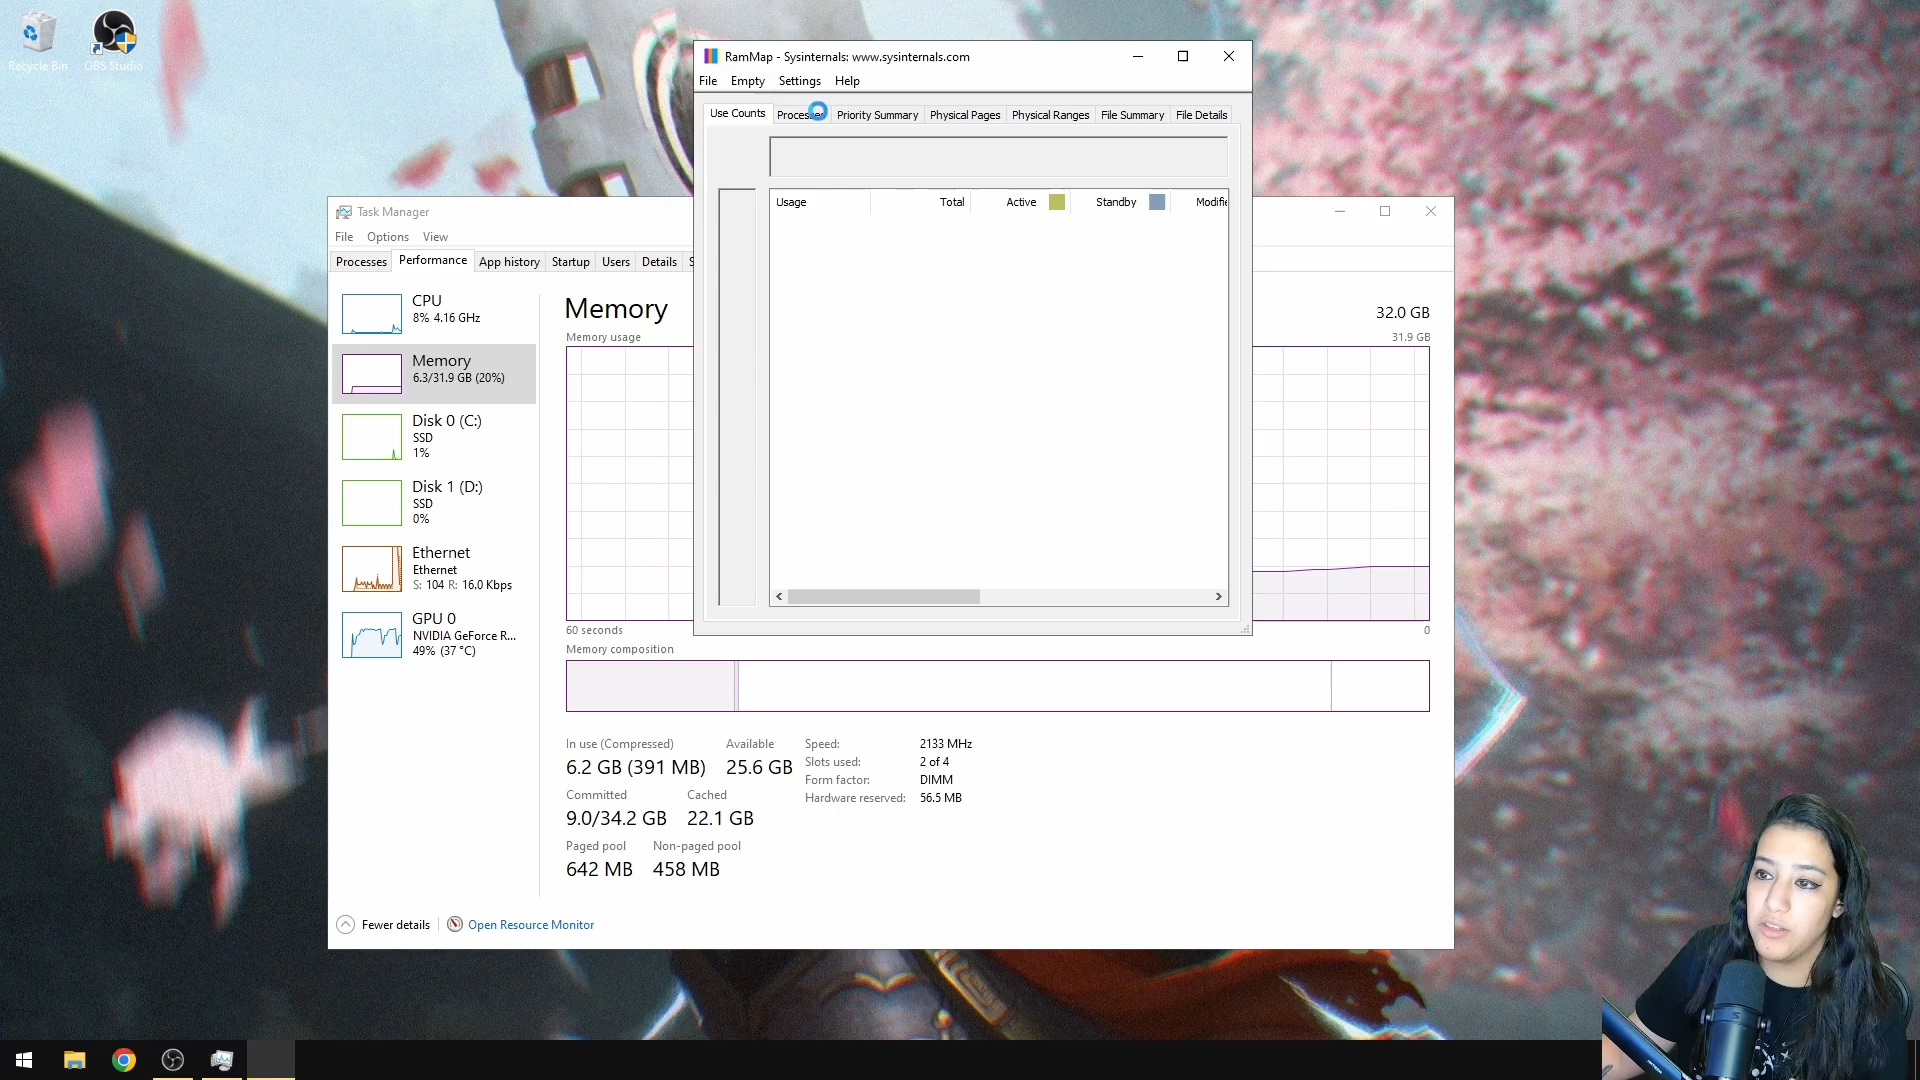 Recycle Bin
OBS Studio
RamMap - Sysinternals: www.sysinternals.com
File Empty Settings Help
Use Counts Processes Priority Summary Physical Pages Physical Ranges File Summary File Details
Usage Total Active Standby Modifie
Task Manager
File Options View
Processes Performance App history Startup Users Details S
CPU
8% 4.16 GHz
Memory
6.3/31.9 GB (20%)
Disk 0 (C:)
SSD
1%
Disk 1 (D:)
SSD
0%
Ethernet
Ethernet
S: 104 R: 16.0 Kbps
GPU 0
NVIDIA GeForce R...
49% (37 °C)
Memory
32.0 GB
Memory usage
31.9 GB
60 seconds
0
Memory composition
In use (Compressed)
6.2 GB (391 MB)
Available
25.6 GB
Committed
9.0/34.2 GB
Cached
22.1 GB
Paged pool
642 MB
Non-paged pool
458 MB
Speed: 2133 MHz
Slots used: 2 of 4
Form factor: DIMM
Hardware reserved: 56.5 MB
Fewer details
Open Resource Monitor